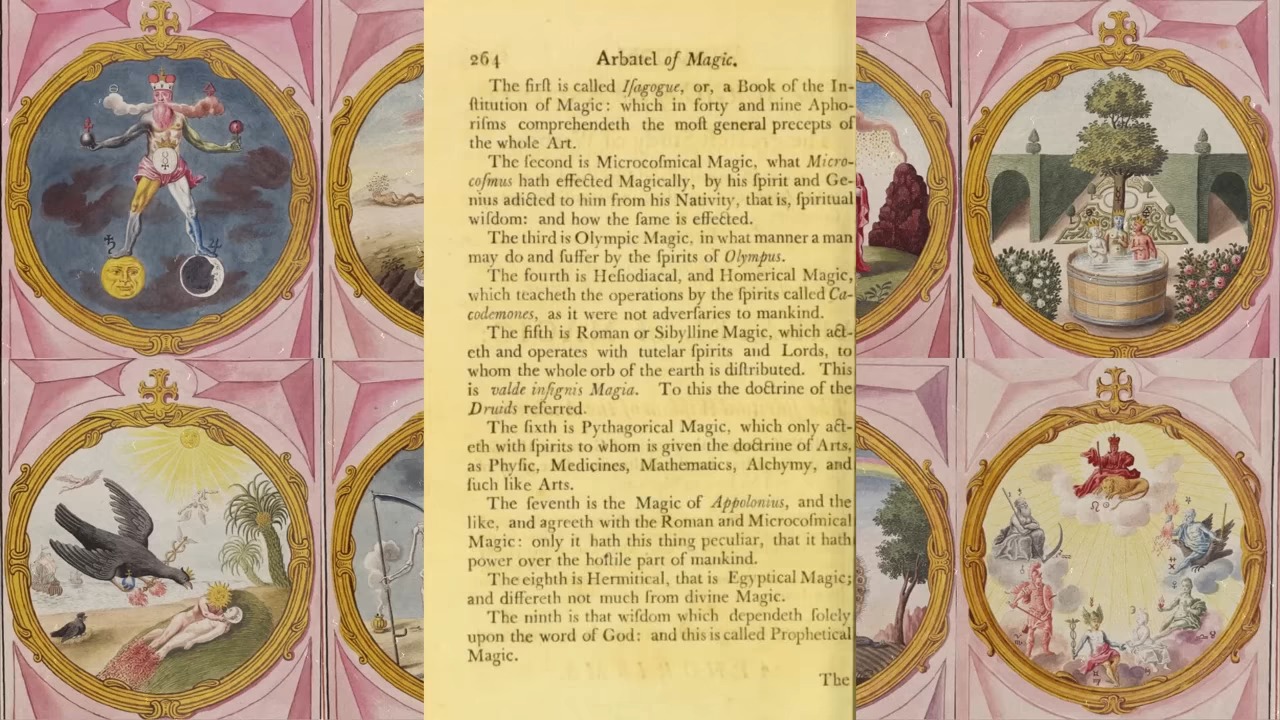 264 Arbatel of Magic.
The firſt is called Iſagogue, or, a Book of the In-
ſtitution of Magic: which in forty and nine Apho-
riſms comprehendeth the moſt general precepts of
the whole Art.
The ſecond is Microcoſmical Magic, what Micro-
coſmus hath effected Magically, by his ſpirit and Ge-
nius adicted to him from his Nativity, that is, ſpiritual
wiſdom: and how the ſame is effected.
The third is Olympic Magic, in what manner a man
may do and ſuffer by the ſpirits of Olympus.
The fourth is Heſiodiacal, and Homerical Magic,
which teacheth the operations by the ſpirits called Ca-
codemones, as it were not adverſaries to mankind.
The fifth is Roman or Sibylline Magic, which act-
eth and operates with tutelar ſpirits and Lords, to
whom the whole orb of the earth is diſtributed. This
is valde inſignis Magia. To this the doctrine of the
Druids referred.
The ſixth is Pythagorical Magic, which only act-
eth with ſpirits to whom is given the doctrine of Arts,
as Phyſic, Medicines, Mathematics, Alchymy, and
ſuch like Arts.
The ſeventh is the Magic of Appolonius, and the
like, and agreeth with the Roman and Microcoſmical
Magic: only it hath this thing peculiar, that it hath
power over the hoſtile part of mankind.
The eighth is Hermitical, that is Egyptical Magic;
and differeth not much from divine Magic.
The ninth is that wiſdom which dependeth ſolely
upon the word of God: and this is called Prophetical
Magic.
The